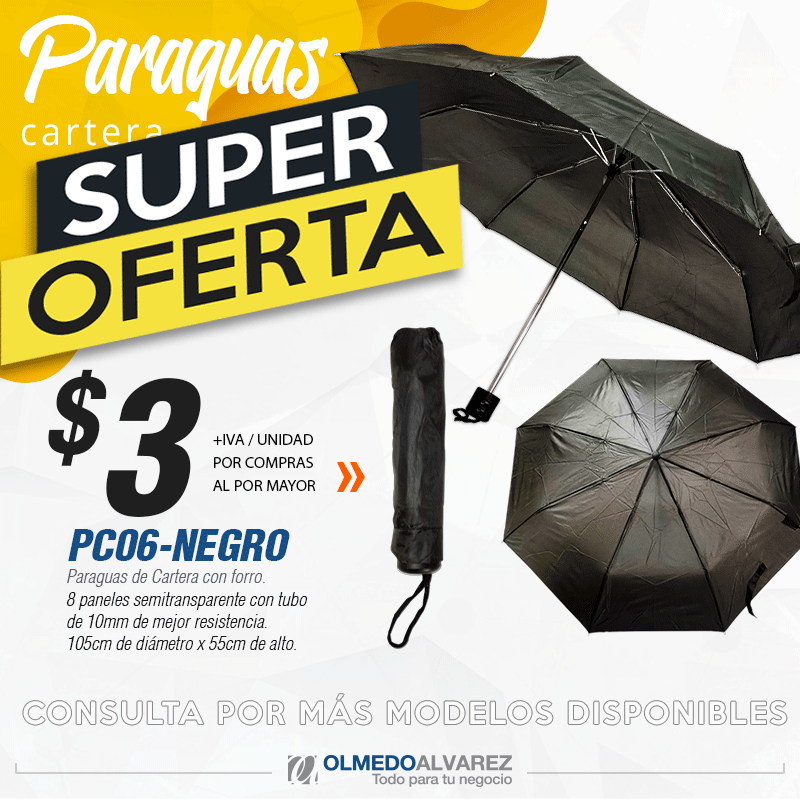 Paraguas
cartera
SUPER
OFERTA
$3
+IVA / UNIDAD
POR COMPRAS
AL POR MAYOR
PC06-NEGRO
Paraguas de Cartera con forro.
8 paneles semitransparente con tubo
de 10mm de mejor resistencia.
105cm de diámetro x 55cm de alto.
CONSULTA POR MÁS MODELOS DISPONIBLES
OLMEDOALVAREZ
Todo para tu negocio